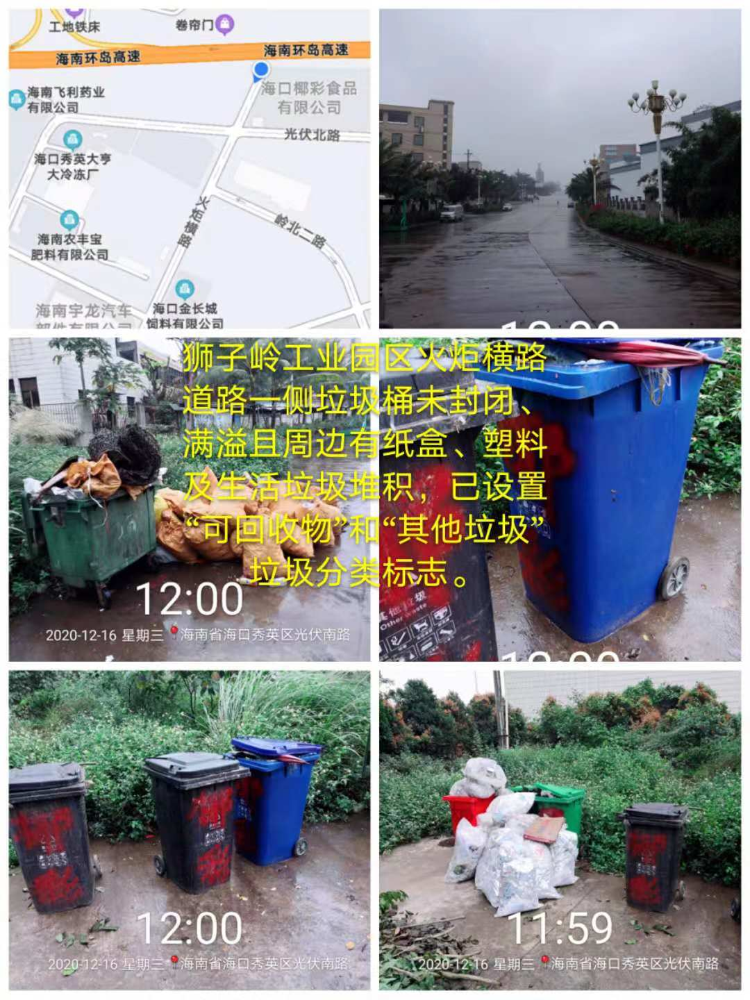 工地铁床
卷帘门
海南环岛高速
海南环岛高速
海南飞利药业
有限公司
海口椰彩食品
有限公司
光伏北路
海口秀英大亨
大冷冻厂
火炬横路
岭北二路
海南农丰宝
肥料有限公司
海口金长城
饲料有限公司
海南宇龙汽车
部件有限公司
12:00
狮子岭工业园区火炬横路
道路一侧垃圾桶未封闭、
满溢且周边有纸盒、塑料
及生活垃圾堆积，已设置
“可回收物”和“其他垃圾”
垃圾分类标志。
12:00
2020-12-16 星期三 海南省海口秀英区光伏南路
其他垃圾
Other waste
12:00
12:00
2020-12-16 星期三 海南省海口秀英区光伏南路
11:59
2020-12-16 星期三 海南省海口秀英区光伏南路